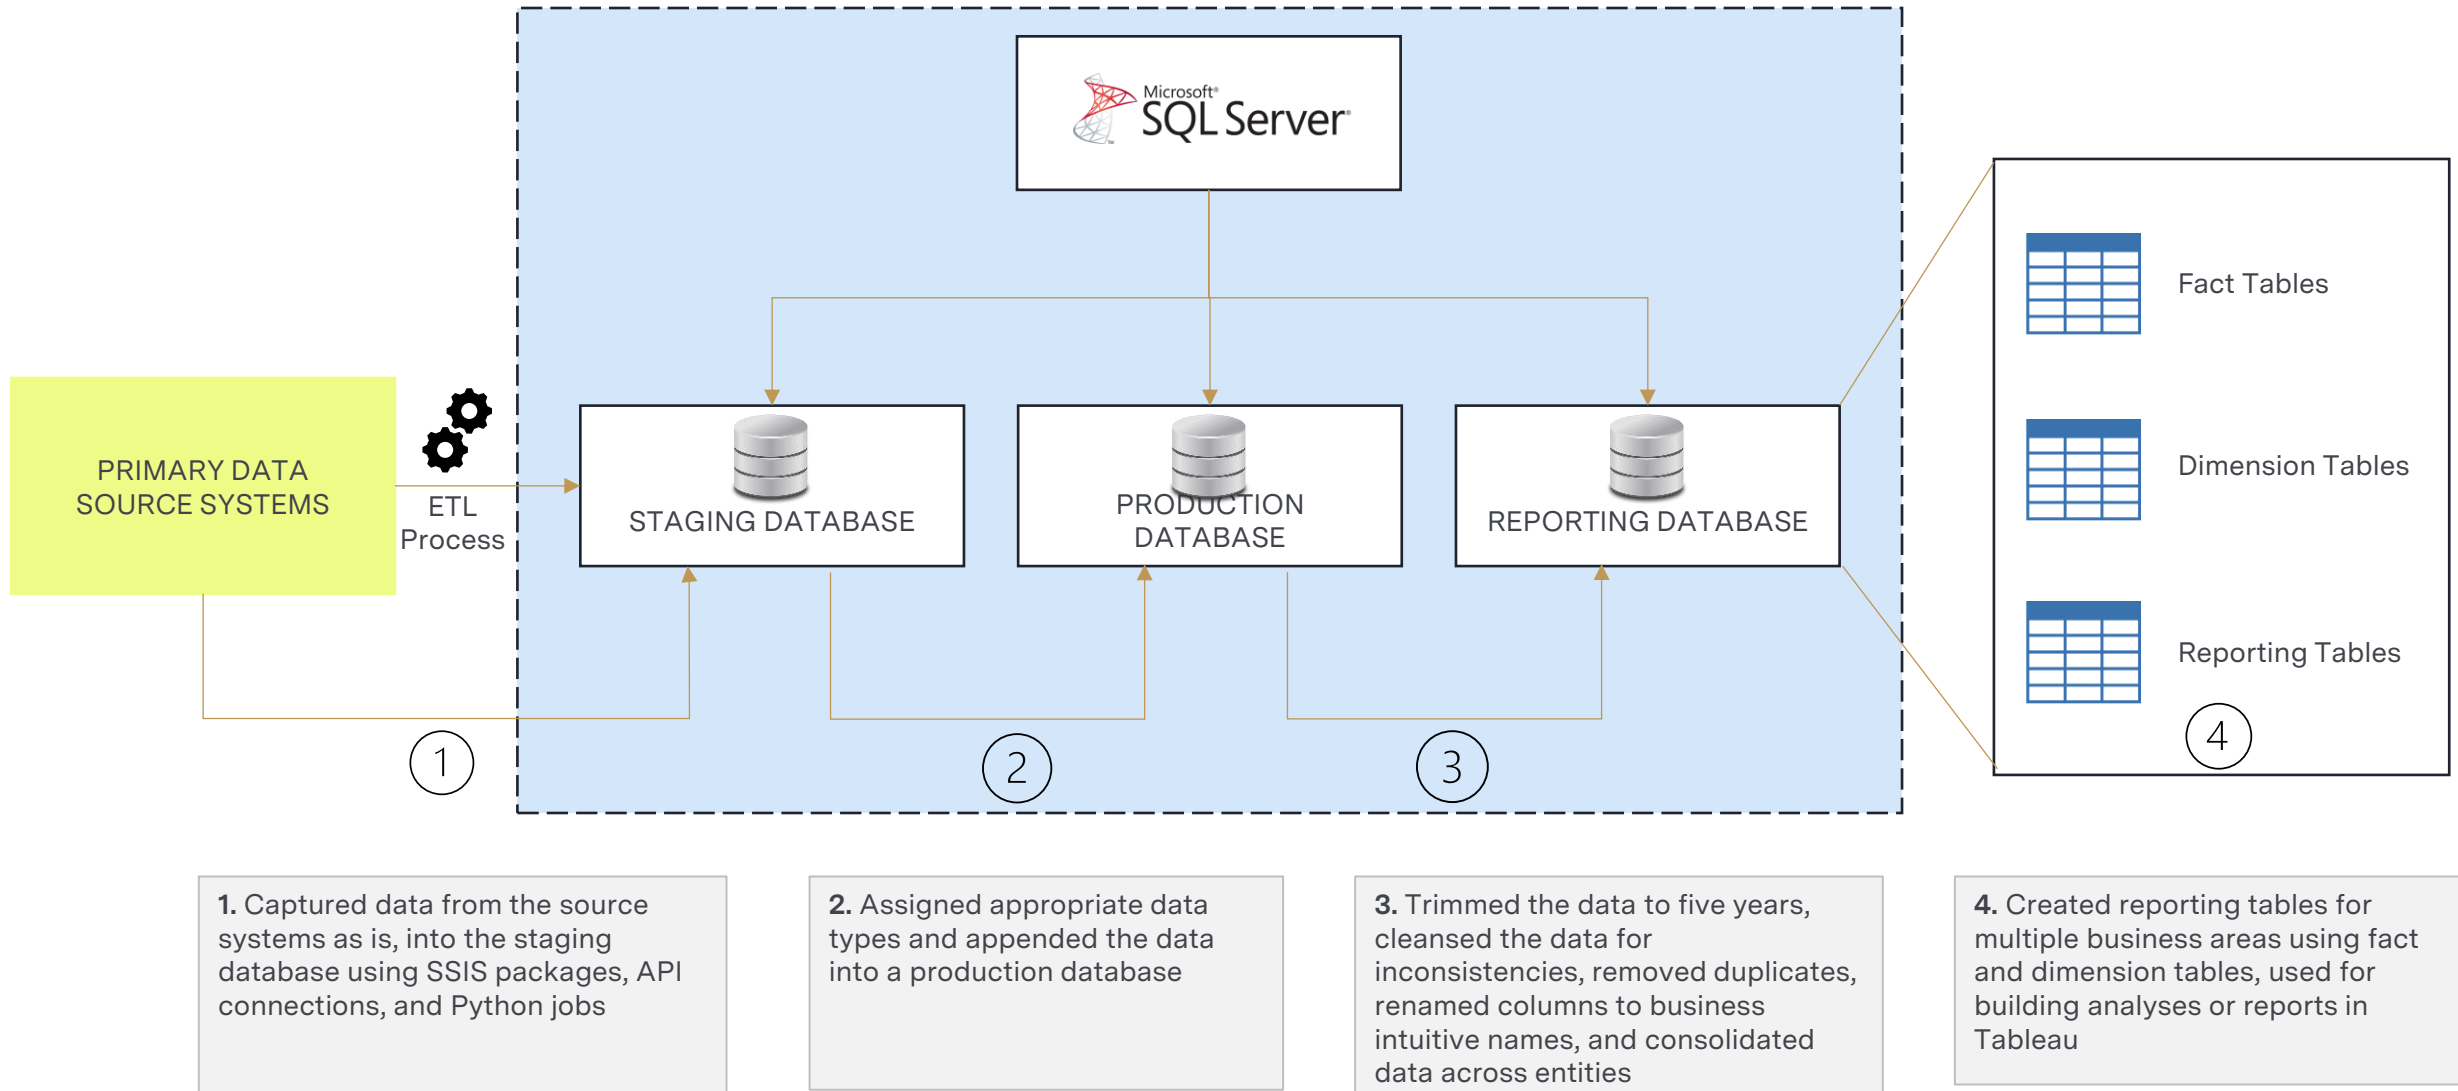 Microsoft®
SQL Server®
™
Fact Tables
PRIMARY DATA
SOURCE SYSTEMS
ETL
Process
STAGING DATABASE
PRODUCTION
DATABASE
REPORTING DATABASE
Dimension Tables
Reporting Tables
1
2
3
4
1. Captured data from the source
systems as is, into the staging
database using SSIS packages, API
connections, and Python jobs
2. Assigned appropriate data
types and appended the data
into a production database
3. Trimmed the data to five years,
cleansed the data for
inconsistencies, removed duplicates,
renamed columns to business
intuitive names, and consolidated
data across entities
4. Created reporting tables for
multiple business areas using fact
and dimension tables, used for
building analyses or reports in
Tableau